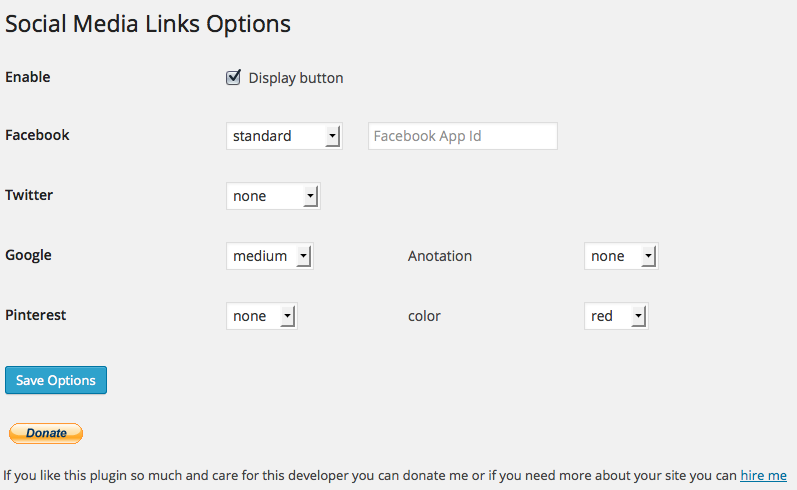 Social Media Links Options
Enable Display button
Facebook standard Facebook App Id
Twitter none
Google medium Anotation none
Pinterest none color red
Save Options
Donate
If you like this plugin so much and care for this developer you can donate me or if you need more about your site you can hire me